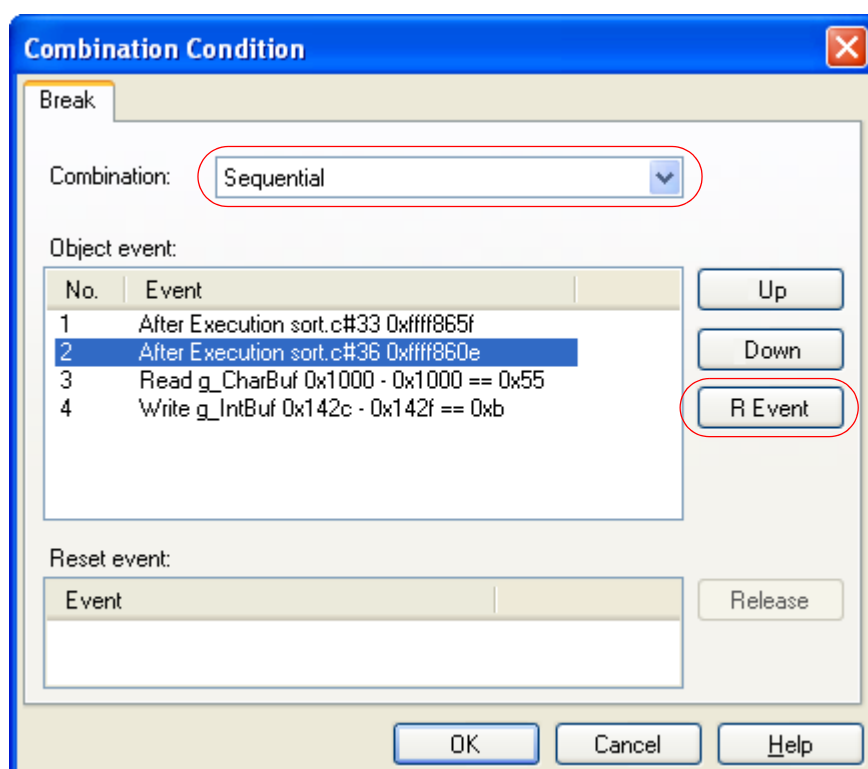 Combination Condition
Break
Combination: Sequential
Object event:
No. Event
1 After Execution sort.c#33 0xffff865f
2 After Execution sort.c#36 0xffff860e
3 Read g_CharBuf 0x1000 - 0x1000 == 0x55
4 Write g_IntBuf 0x142c - 0x142f == 0xb
Up
Down
R Event
Reset event:
Event
Release
OK Cancel Help